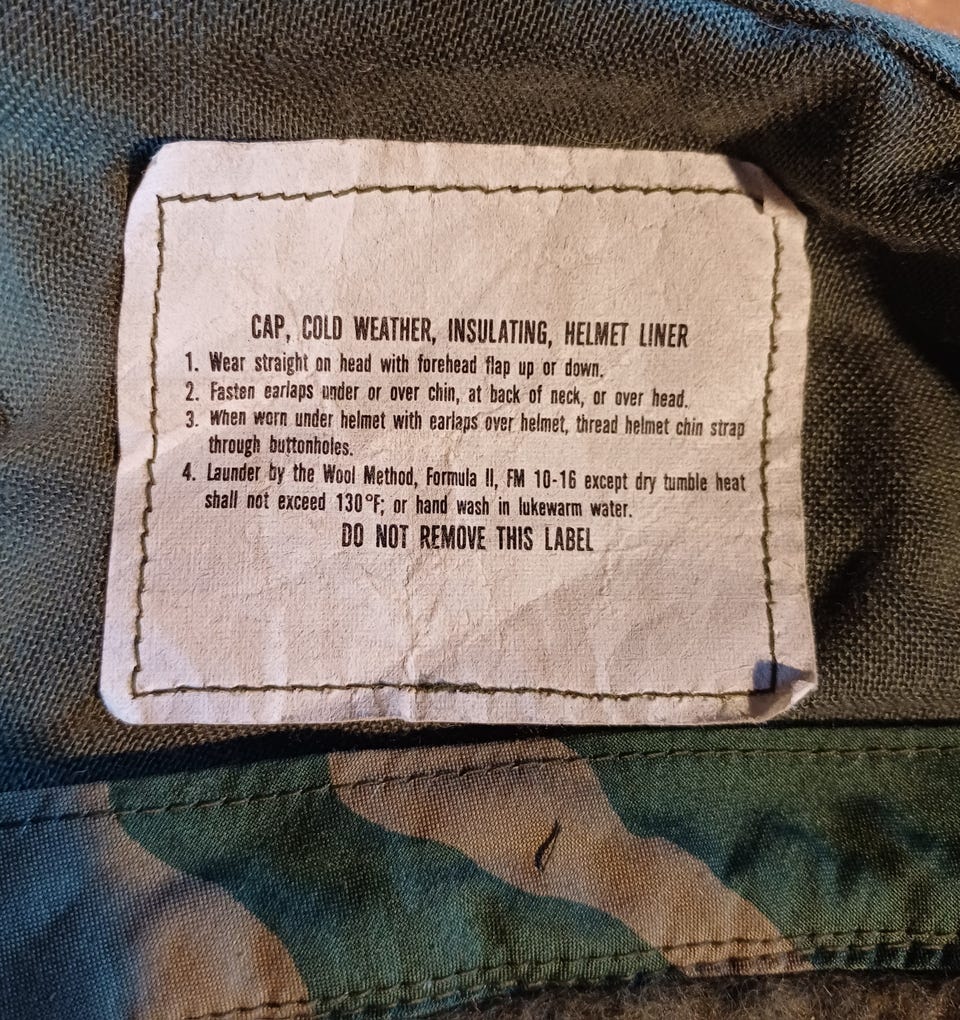 CAP, COLD WEATHER, INSULATING, HELMET LINER
1. Wear straight on head with forehead flap up or down.
2. Fasten earlaps under or over chin, at back of neck, or over head.
3. When worn under helmet with earlaps over helmet, thread helmet chin strap
through buttonholes.
4. Launder by the Wool Method, Formula II, FM 10-16 except dry tumble heat
shall not exceed 130°F; or hand wash in lukewarm water.
DO NOT REMOVE THIS LABEL